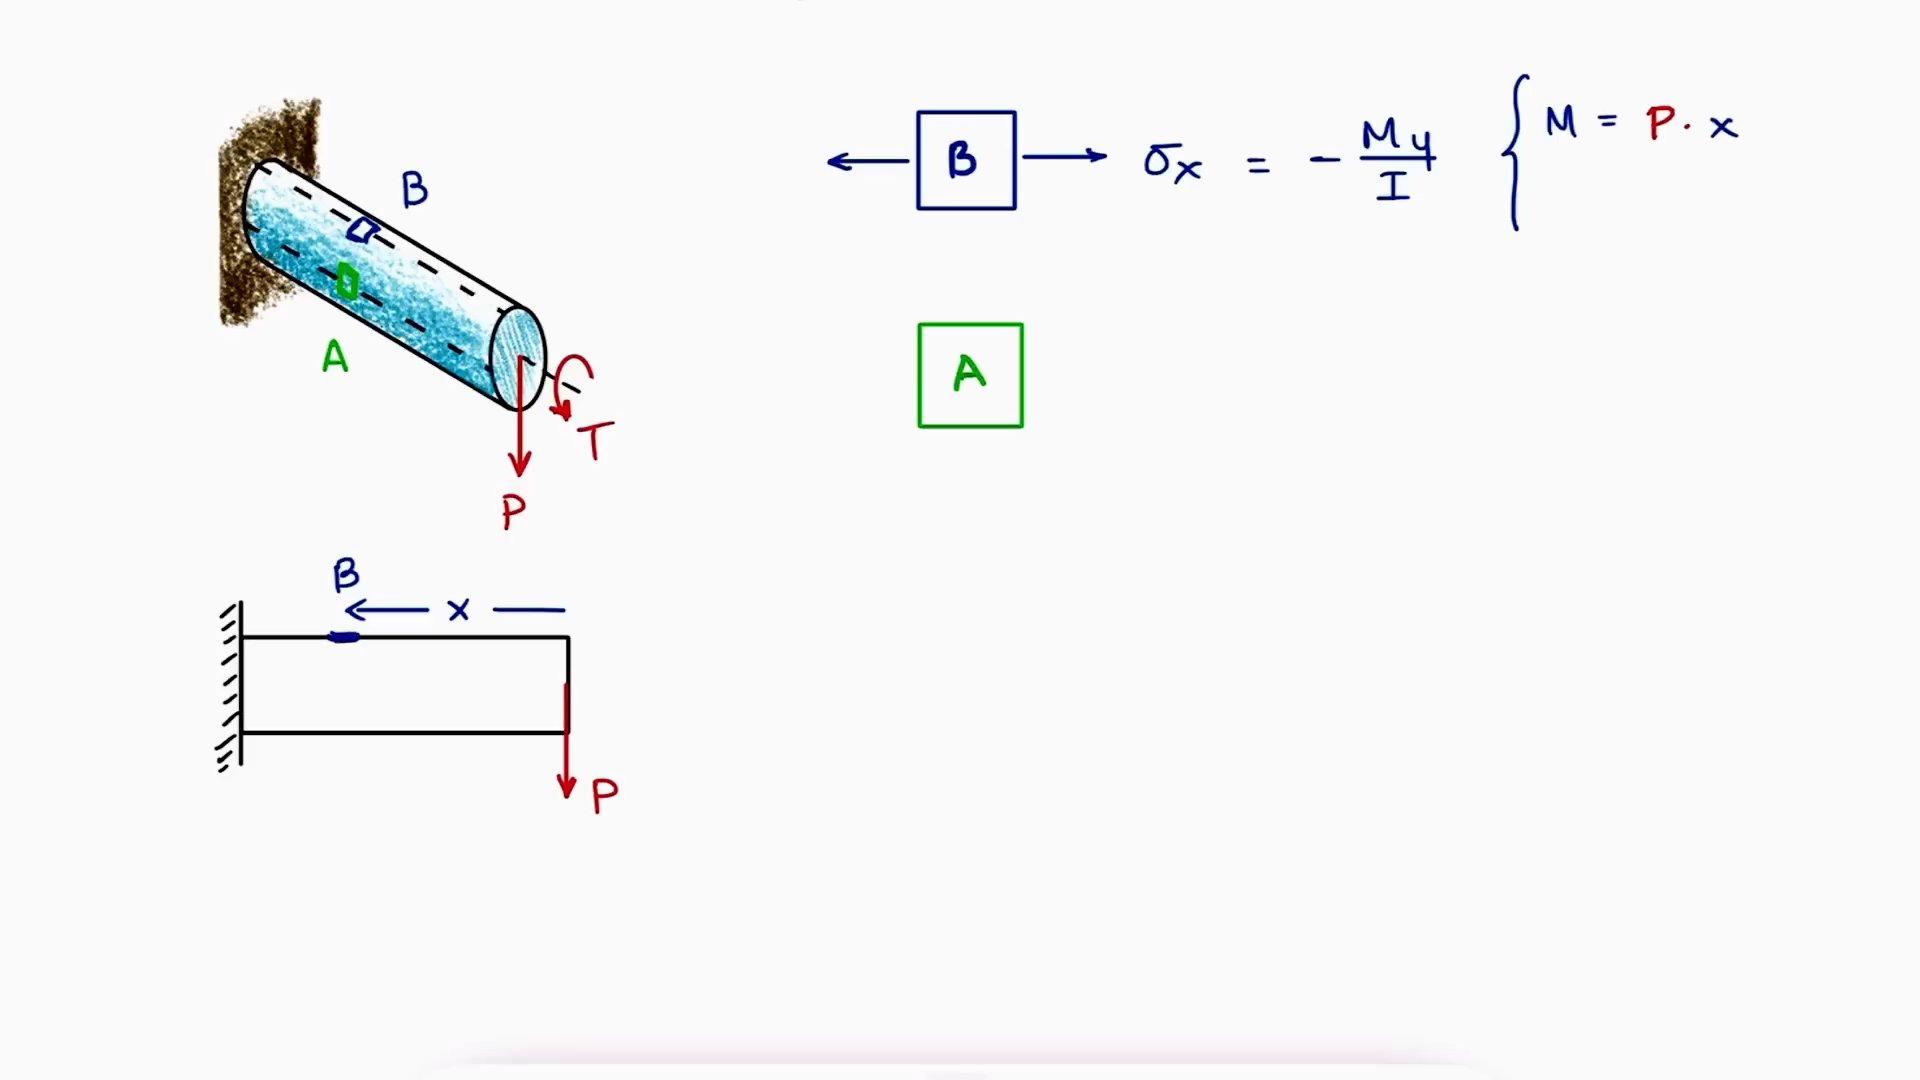 B
A
T
P
B
x
P
B σx = - My/I { M = P · x
A